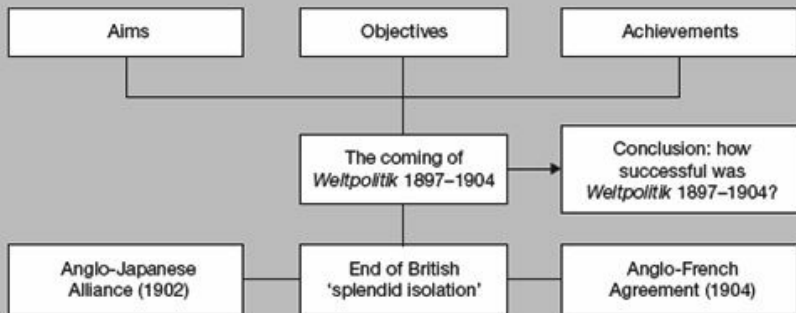 Aims
Objectives
Achievements
The coming of
Weltpolitik 1897–1904
Conclusion: how
successful was
Weltpolitik 1897–1904?
Anglo-Japanese
Alliance (1902)
End of British
'splendid isolation'
Anglo-French
Agreement (1904)